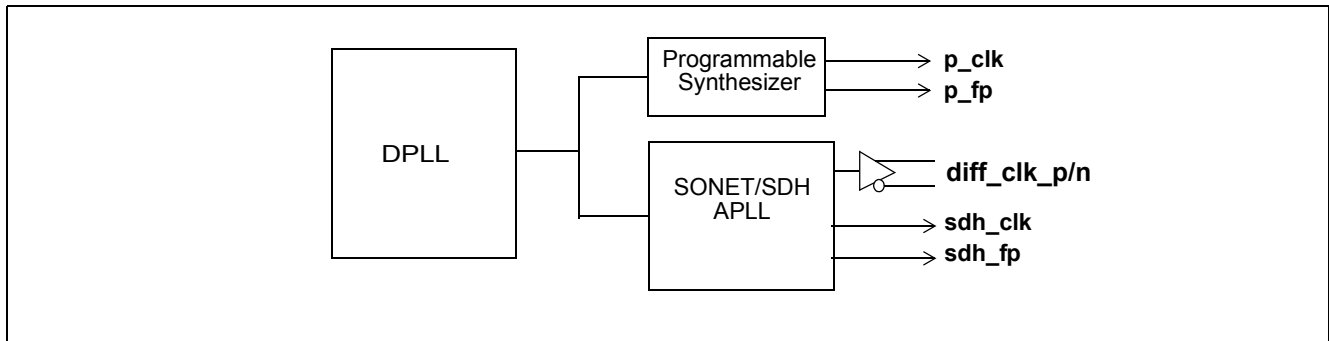 DPLL
Programmable
Synthesizer
p_clk
p_fp
SONET/SDH
APLL
diff_clk_p/n
sdh_clk
sdh_fp